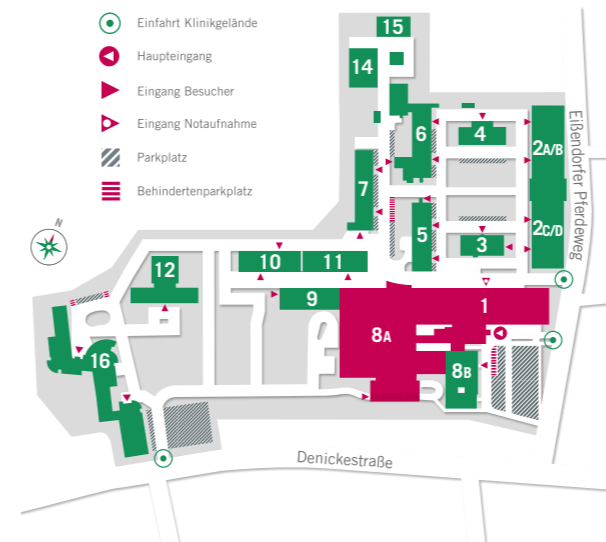 Einfahrt Klinikgelände
Haupteingang
Eingang Besucher
Eingang Notaufnahme
Parkplatz
Behindertenparkplatz
N
15
14
6
4
2A/B
Eißendorfer Pferdeweg
7
5
3
2C/D
10
11
12
9
1
8A
16
8B
Denickestraße